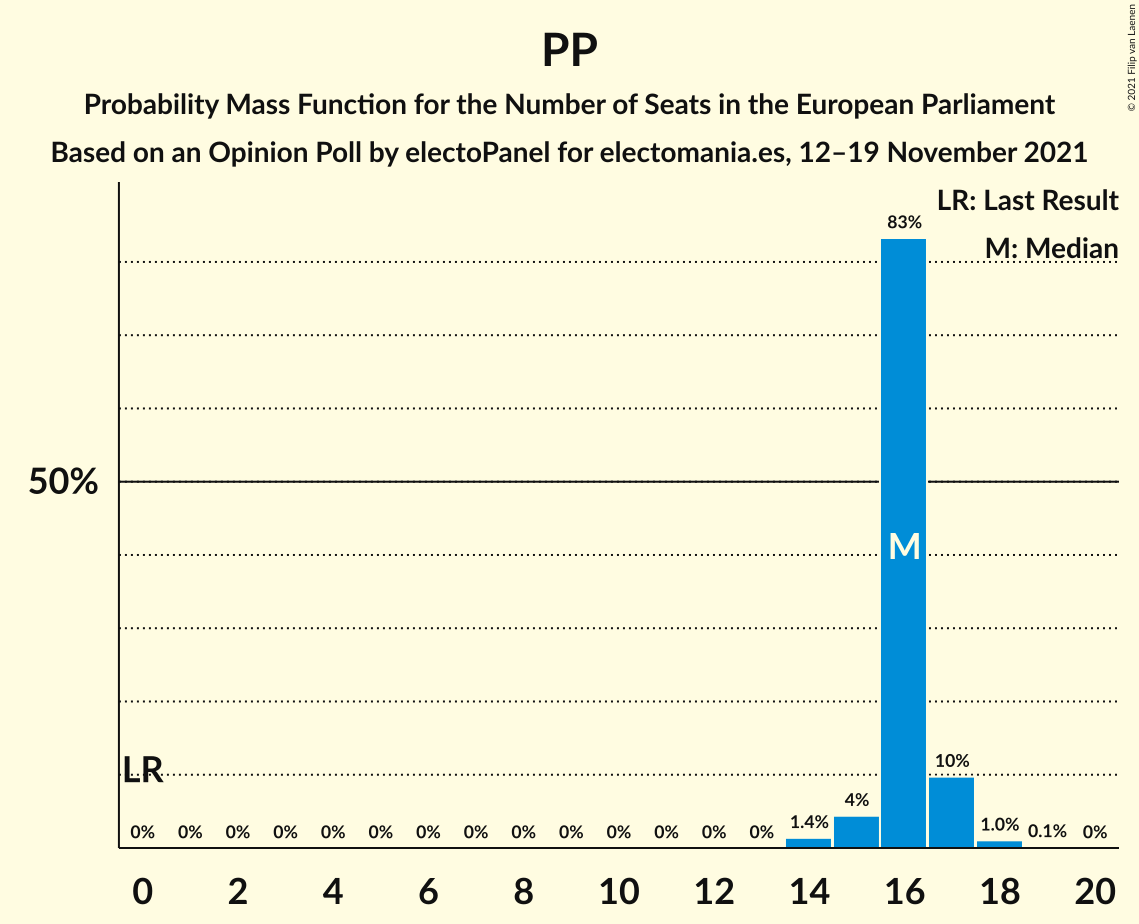 PP
Probability Mass Function for the Number of Seats in the European Parliament
Based on an Opinion Poll by electoPanel for electomania.es, 12–19 November 2021
© 2021 Filip van Laenen
LR: Last Result
M: Median
83%
50%
M
LR
10%
4%
1.4%
1.0%
0.1%
0% 0% 0% 0% 0% 0% 0% 0% 0% 0% 0% 0% 0% 0% 0%
0 2 4 6 8 10 12 14 16 18 20